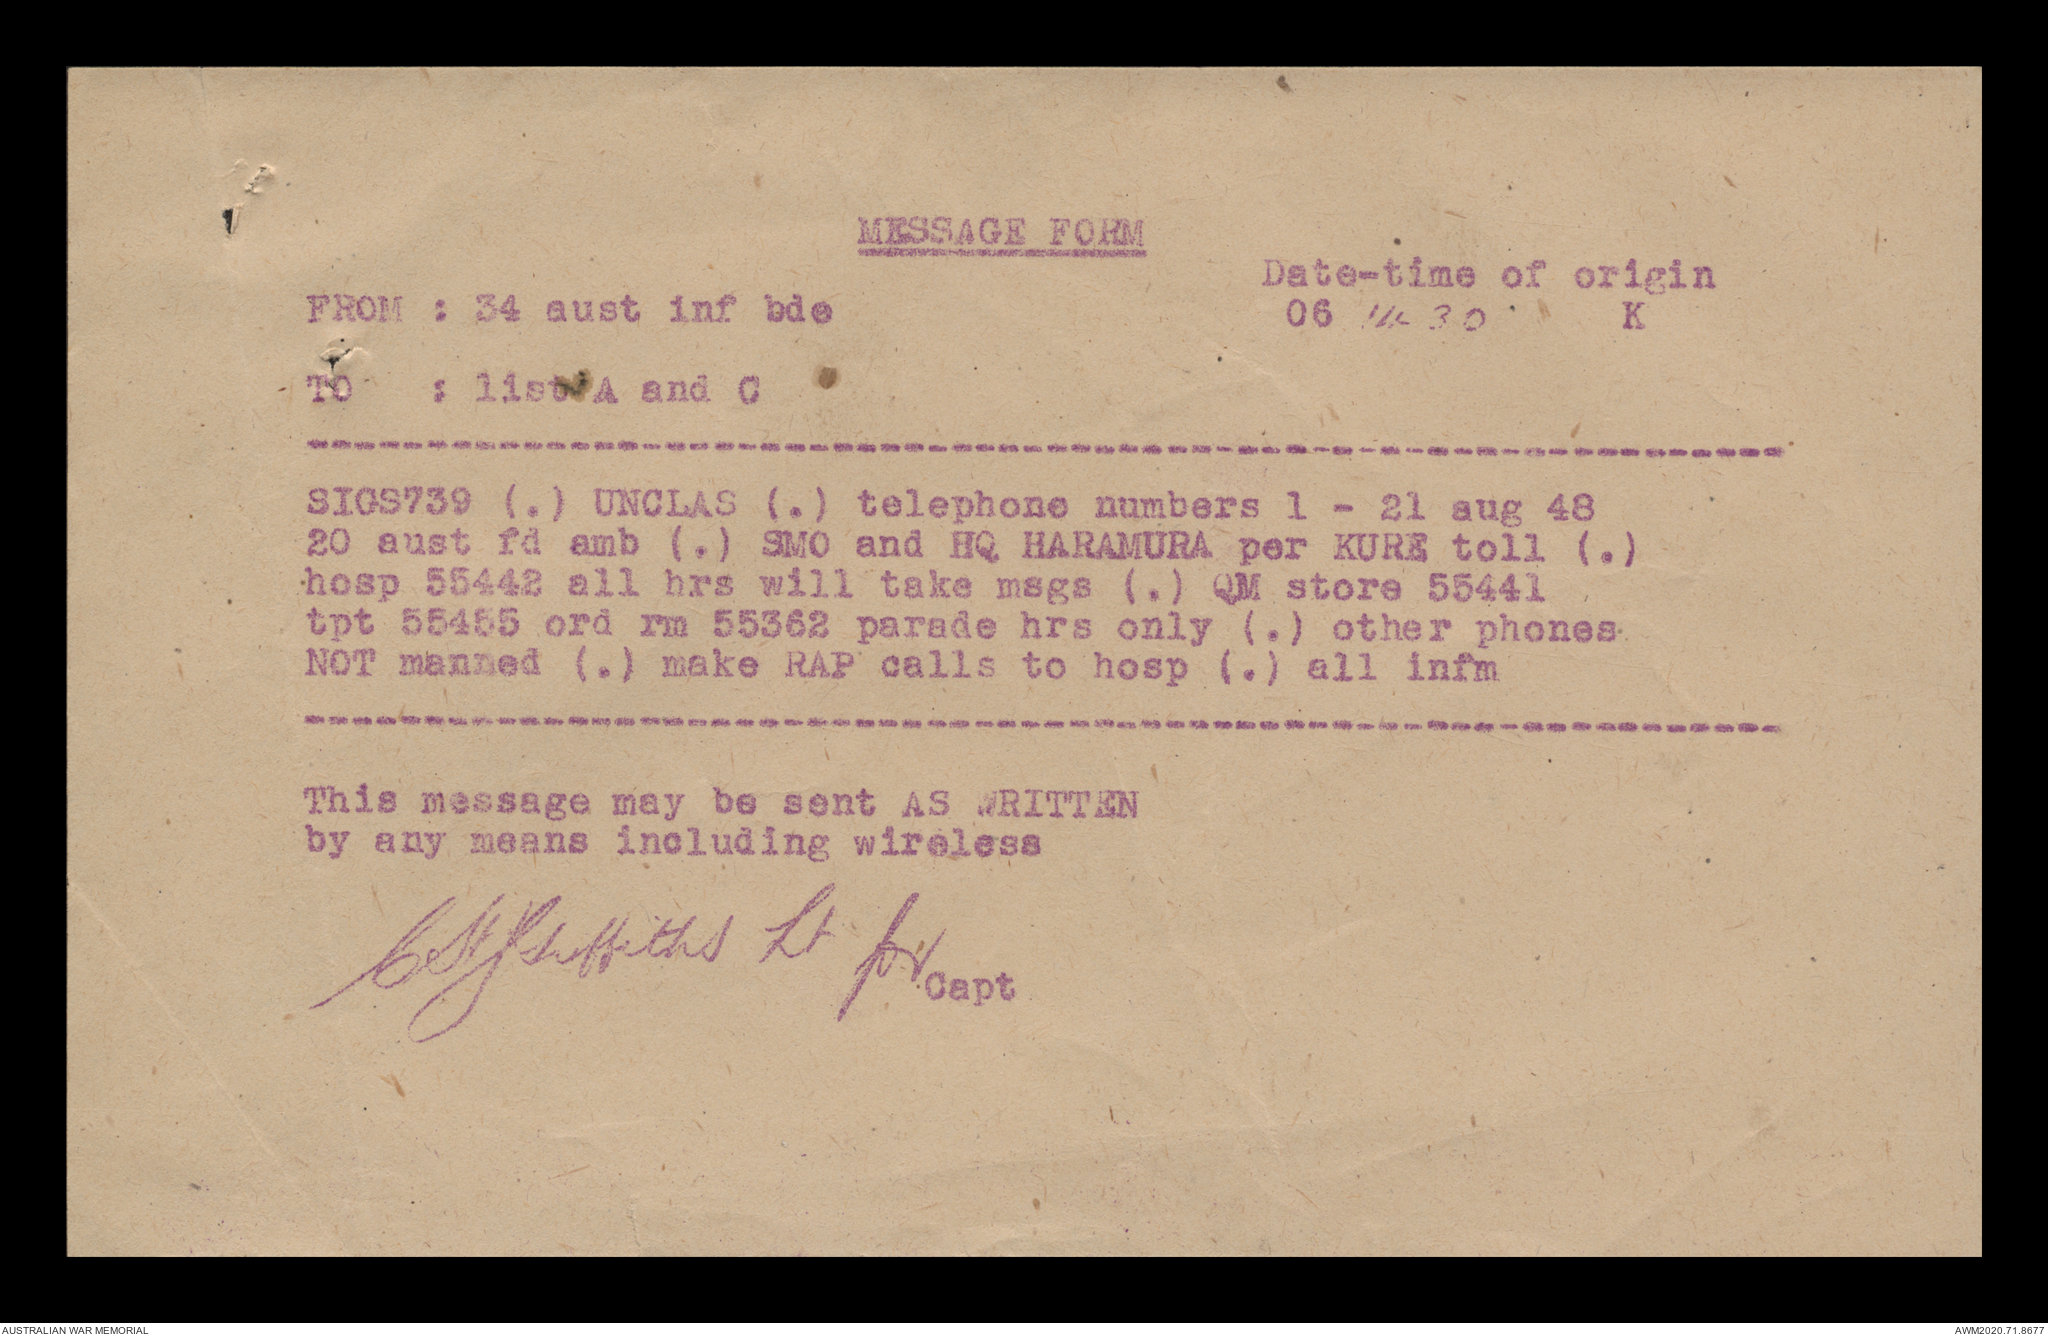 MESSAGE FORM
Date-time of origin
FROM : 34 aust inf bde
06 1430 K
TO : list A and C
SIGS739 (.) UNCLAS (.) telephone numbers 1 - 21 aug 48
20 aust fd amb (.) SMO and HQ HARAMURA per KURE toll (.)
hosp 55442 all hrs will take msgs (.) QM store 55441
tpt 55455 ord rm 55362 parade hrs only (.) other phones
NOT manned (.) make RAP calls to hosp (.) all infm
This message may be sent AS WRITTEN
by any means including wireless
Griffiths Lt for
Capt
AUSTRALIAN WAR MEMORIAL
AWM2020.71.8677